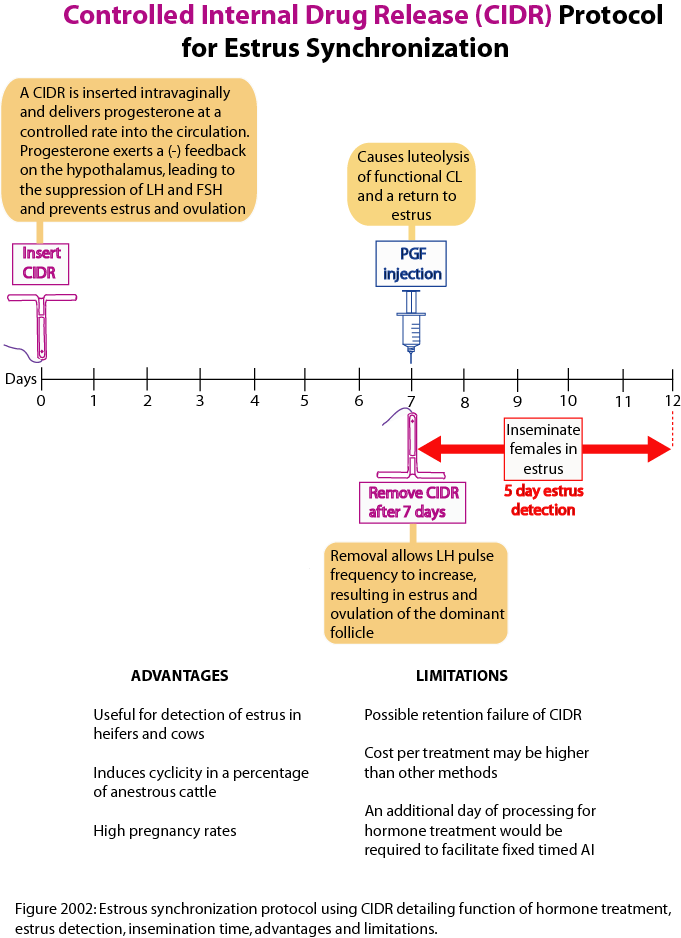 Controlled Internal Drug Release (CIDR) Protocol
for Estrus Synchronization
A CIDR is inserted intravaginally
and delivers progesterone at a
controlled rate into the circulation.
Progesterone exerts a (-) feedback
on the hypothalamus, leading to
the suppression of LH and FSH
and prevents estrus and ovulation
Causes luteolysis
of functional CL
and a return to
estrus
Insert
CIDR
PGF
injection
Days
0 1 2 3 4 5 6 7 8 9 10 11 12
Inseminate
females in
estrus
5 day estrus
detection
Remove CIDR
after 7 days
Removal allows LH pulse
frequency to increase,
resulting in estrus and
ovulation of the dominant
follicle
ADVANTAGES
Useful for detection of estrus in
heifers and cows
Induces cyclicity in a percentage
of anestrous cattle
High pregnancy rates
LIMITATIONS
Possible retention failure of CIDR
Cost per treatment may be higher
than other methods
An additional day of processing for
hormone treatment would be
required to facilitate fixed timed AI
Figure 2002: Estrous synchronization protocol using CIDR detailing function of hormone treatment,
estrus detection, insemination time, advantages and limitations.